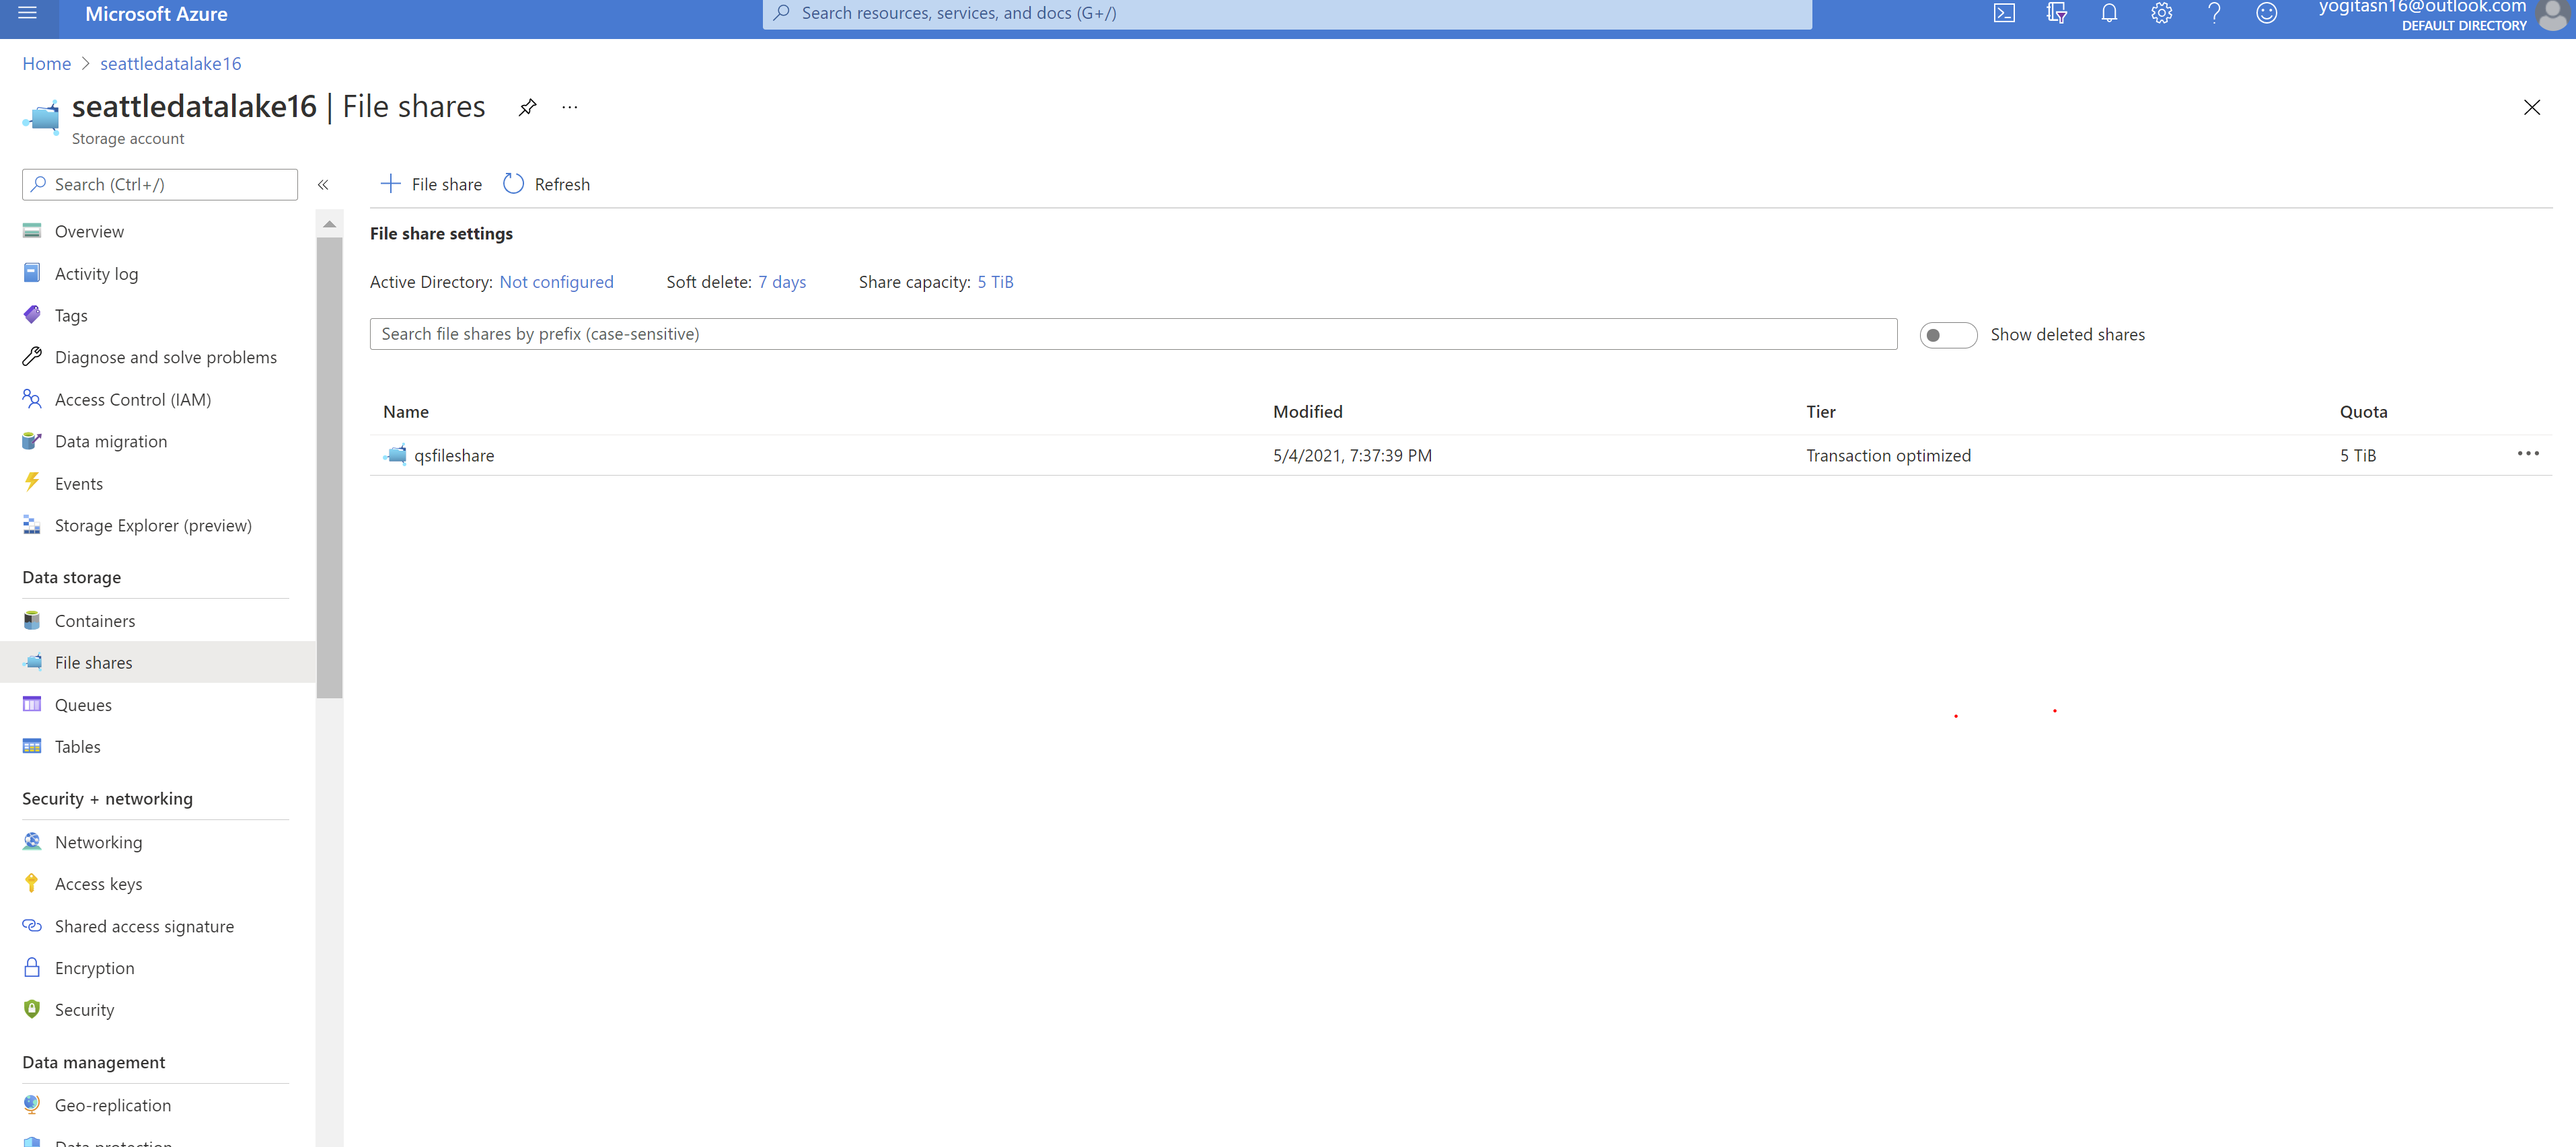 Microsoft Azure
Search resources, services, and docs (G+/)
yogitasn16@outlook.com
DEFAULT DIRECTORY
Home > seattledatalake16
seattledatalake16 | File shares
Storage account
Search (Ctrl+/)
Overview
Activity log
Tags
Diagnose and solve problems
Access Control (IAM)
Data migration
Events
Storage Explorer (preview)
Data storage
Containers
File shares
Queues
Tables
Security + networking
Networking
Access keys
Shared access signature
Encryption
Security
Data management
Geo-replication
Data protection
File share
Refresh
File share settings
Active Directory: Not configured Soft delete: 7 days Share capacity: 5 TiB
Search file shares by prefix (case-sensitive)
Show deleted shares
Name Modified Tier Quota
qsfileshare 5/4/2021, 7:37:39 PM Transaction optimized 5 TiB